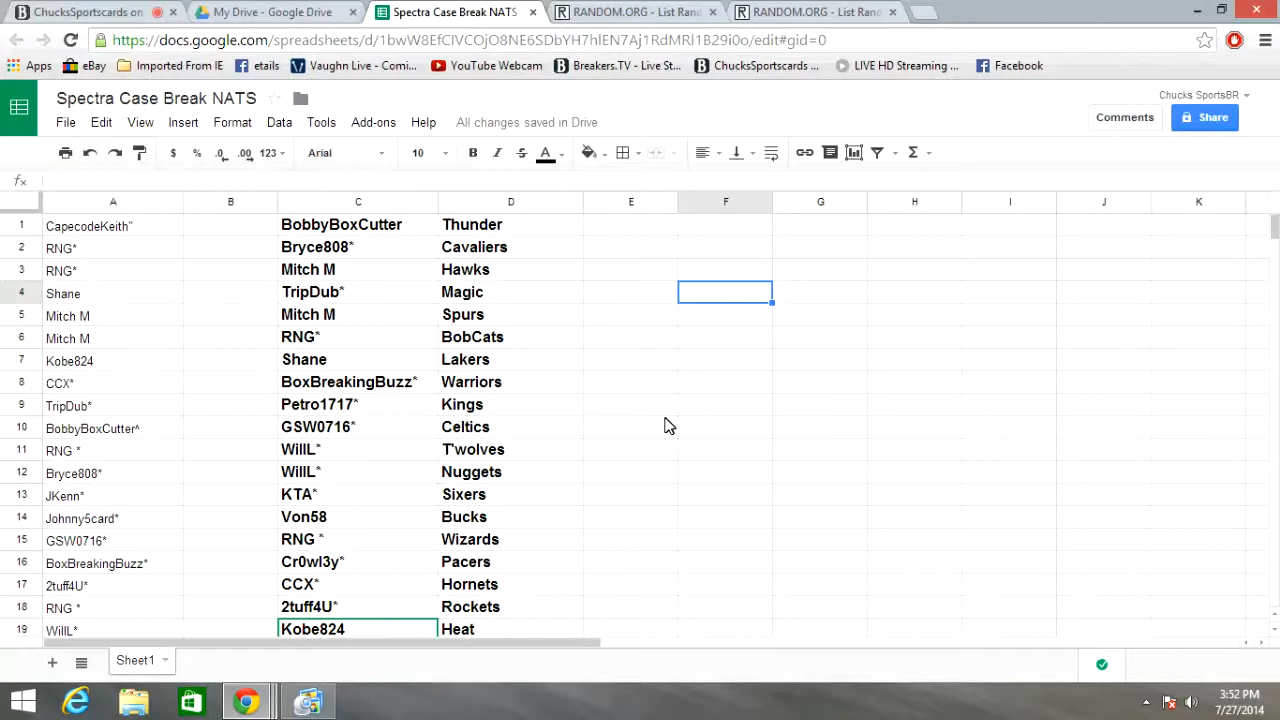 ChucksSportscards on
My Drive - Google Drive
Spectra Case Break NATS
RANDOM.ORG - List Ran
RANDOM.ORG - List Ran
https://docs.google.com/spreadsheets/d/1bwW8EfCIVCOjO8NE6SDbYH7hlEN7Aj1RdMRl1B29i0o/edit#gid=0
Apps eBay Imported From IE etails Vaughn Live - Comi... YouTube Webcam Breakers.TV - Live St... ChucksSportscards ... LIVE HD Streaming ... Facebook
Spectra Case Break NATS
Chucks SportsBR
Comments Share
File Edit View Insert Format Data Tools Add-ons Help All changes saved in Drive
$ % .0 .00 123 Arial 10 B I S A Σ
fx
A B C D E F G H I J K
1 CapecodeKeith" BobbyBoxCutter Thunder
2 RNG* Bryce808* Cavaliers
3 RNG* Mitch M Hawks
4 Shane TripDub* Magic
5 Mitch M Mitch M Spurs
6 Mitch M RNG* BobCats
7 Kobe824 Shane Lakers
8 CCX* BoxBreakingBuzz* Warriors
9 TripDub* Petro1717* Kings
10 BobbyBoxCutter^ GSW0716* Celtics
11 RNG * WillL* T'wolves
12 Bryce808* WillL* Nuggets
13 JKenn* KTA* Sixers
14 Johnny5card* Von58 Bucks
15 GSW0716* RNG * Wizards
16 BoxBreakingBuzz* Cr0wl3y* Pacers
17 2tuff4U* CCX* Hornets
18 RNG * 2tuff4U* Rockets
19 WillL* Kobe824 Heat
Sheet1
3:52 PM
7/27/2014